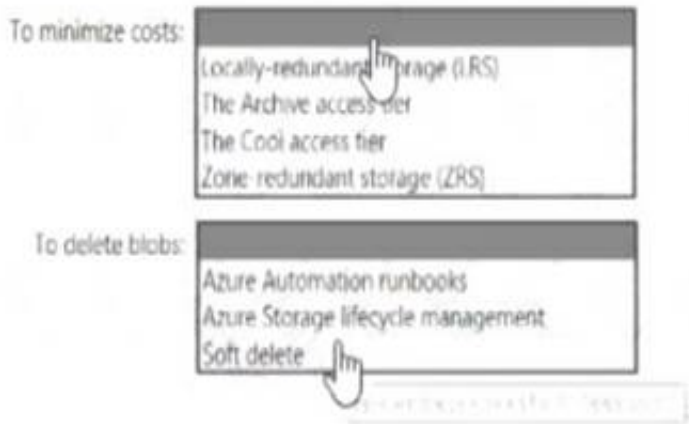 To minimize costs:
Locally-redundant storage (LRS)
The Archive access tier
The Cool access tier
Zone-redundant storage (ZRS)
To delete blobs:
Azure Automation runbooks
Azure Storage lifecycle management
Soft delete